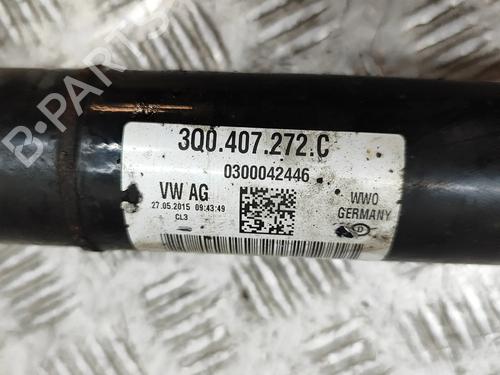 B-PARTS
3Q0.407.272.C
0300042446
VW AG
27.05.2015 09:43:49
CL3
WWO
GERMANY
D